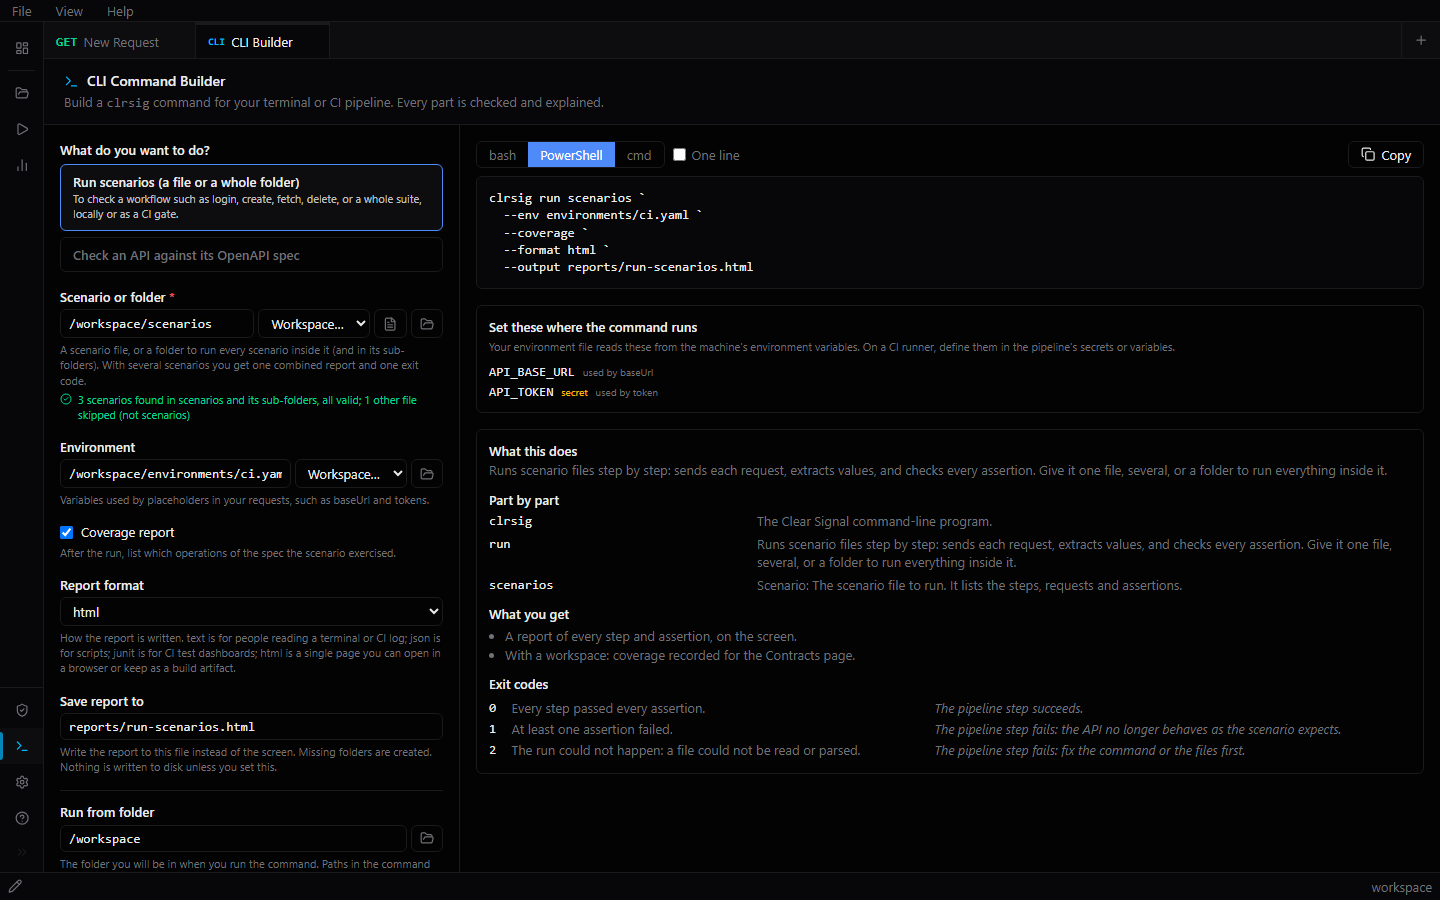 File View Help
GET New Request
CLI CLI Builder
CLI Command Builder
Build a clrsig command for your terminal or CI pipeline. Every part is checked and explained.
What do you want to do?
Run scenarios (a file or a whole folder)
To check a workflow such as login, create, fetch, delete, or a whole suite,
locally or as a CI gate.
Check an API against its OpenAPI spec
Scenario or folder *
/workspace/scenarios Workspace...
A scenario file, or a folder to run every scenario inside it (and in its sub-
folders). With several scenarios you get one combined report and one exit
code.
3 scenarios found in scenarios and its sub-folders, all valid; 1 other file
skipped (not scenarios)
Environment
/workspace/environments/ci.yam Workspace...
Variables used by placeholders in your requests, such as baseUrl and tokens.
Coverage report
After the run, list which operations of the spec the scenario exercised.
Report format
html
How the report is written. text is for people reading a terminal or CI log; json is
for scripts; junit is for CI test dashboards; html is a single page you can open in
a browser or keep as a build artifact.
Save report to
reports/run-scenarios.html
Write the report to this file instead of the screen. Missing folders are created.
Nothing is written to disk unless you set this.
Run from folder
/workspace
The folder you will be in when you run the command. Paths in the command
bash PowerShell cmd One line Copy
clrsig run scenarios `
--env environments/ci.yaml `
--coverage `
--format html `
--output reports/run-scenarios.html
Set these where the command runs
Your environment file reads these from the machine's environment variables. On a CI runner, define them in the pipeline's secrets or variables.
API_BASE_URL used by baseUrl
API_TOKEN secret used by token
What this does
Runs scenario files step by step: sends each request, extracts values, and checks every assertion. Give it one file, several, or a folder to run everything inside it.
Part by part
clrsig The Clear Signal command-line program.
run Runs scenario files step by step: sends each request, extracts values, and checks every assertion. Give it one file,
several, or a folder to run everything inside it.
scenarios Scenario: The scenario file to run. It lists the steps, requests and assertions.
What you get
• A report of every step and assertion, on the screen.
• With a workspace: coverage recorded for the Contracts page.
Exit codes
0 Every step passed every assertion. The pipeline step succeeds.
1 At least one assertion failed. The pipeline step fails: the API no longer behaves as the scenario expects.
2 The run could not happen: a file could not be read or parsed. The pipeline step fails: fix the command or the files first.
workspace